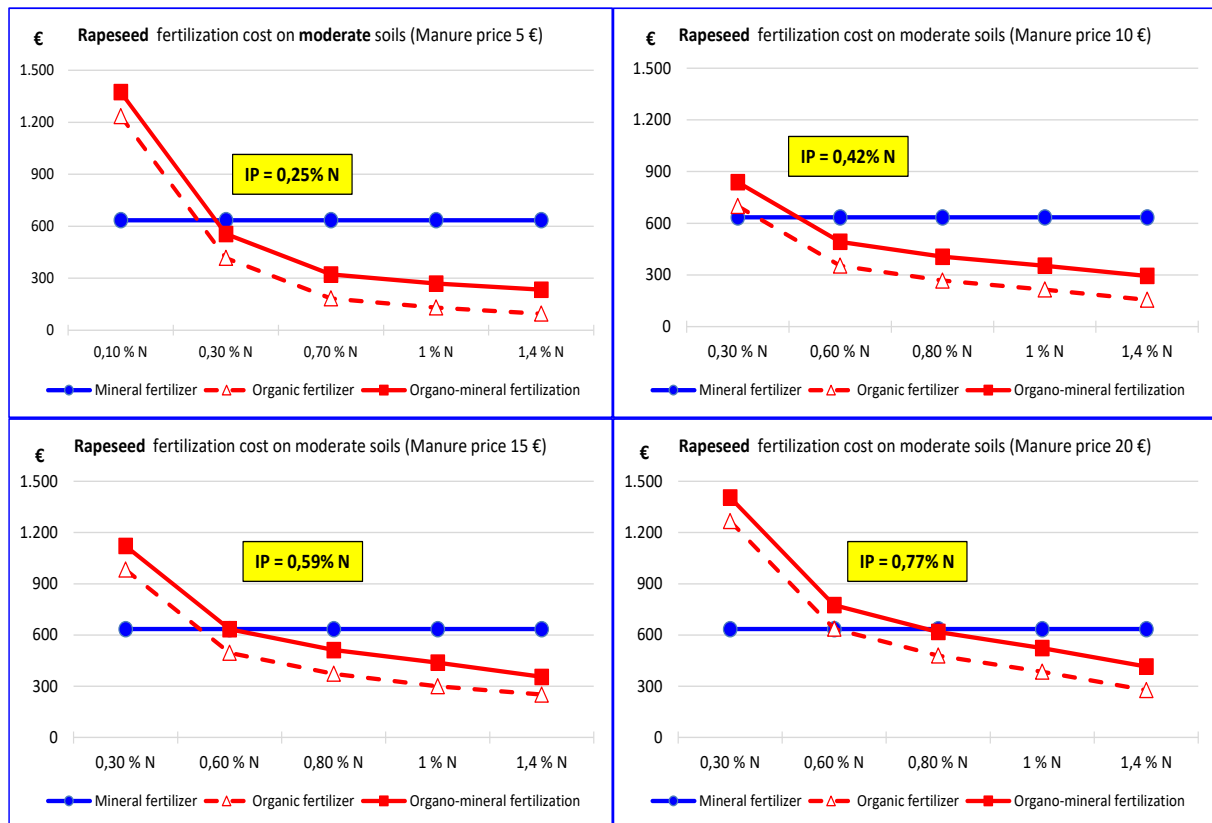 € Rapeseed fertilization cost on moderate soils (Manure price 5 €)
1.500
1.200
900
600
300
0
IP = 0,25% N
0,10 % N 0,30 % N 0,70 % N 1 % N 1,4 % N
Mineral fertilizer Organic fertilizer Organo-mineral fertilization
€ Rapeseed fertilization cost on moderate soils (Manure price 10 €)
1.500
1.200
900
600
300
0
IP = 0,42% N
0,30 % N 0,60 % N 0,80 % N 1 % N 1,4 % N
Mineral fertilizer Organic fertilizer Organo-mineral fertilization
€ Rapeseed fertilization cost on moderate soils (Manure price 15 €)
1.500
1.200
900
600
300
0
IP = 0,59% N
0,30 % N 0,60 % N 0,80 % N 1 % N 1,4 % N
Mineral fertilizer Organic fertilizer Organo-mineral fertilization
€ Rapeseed fertilization cost on moderate soils (Manure price 20 €)
1.500
1.200
900
600
300
0
IP = 0,77% N
0,30 % N 0,60 % N 0,80 % N 1 % N 1,4 % N
Mineral fertilizer Organic fertilizer Organo-mineral fertilization